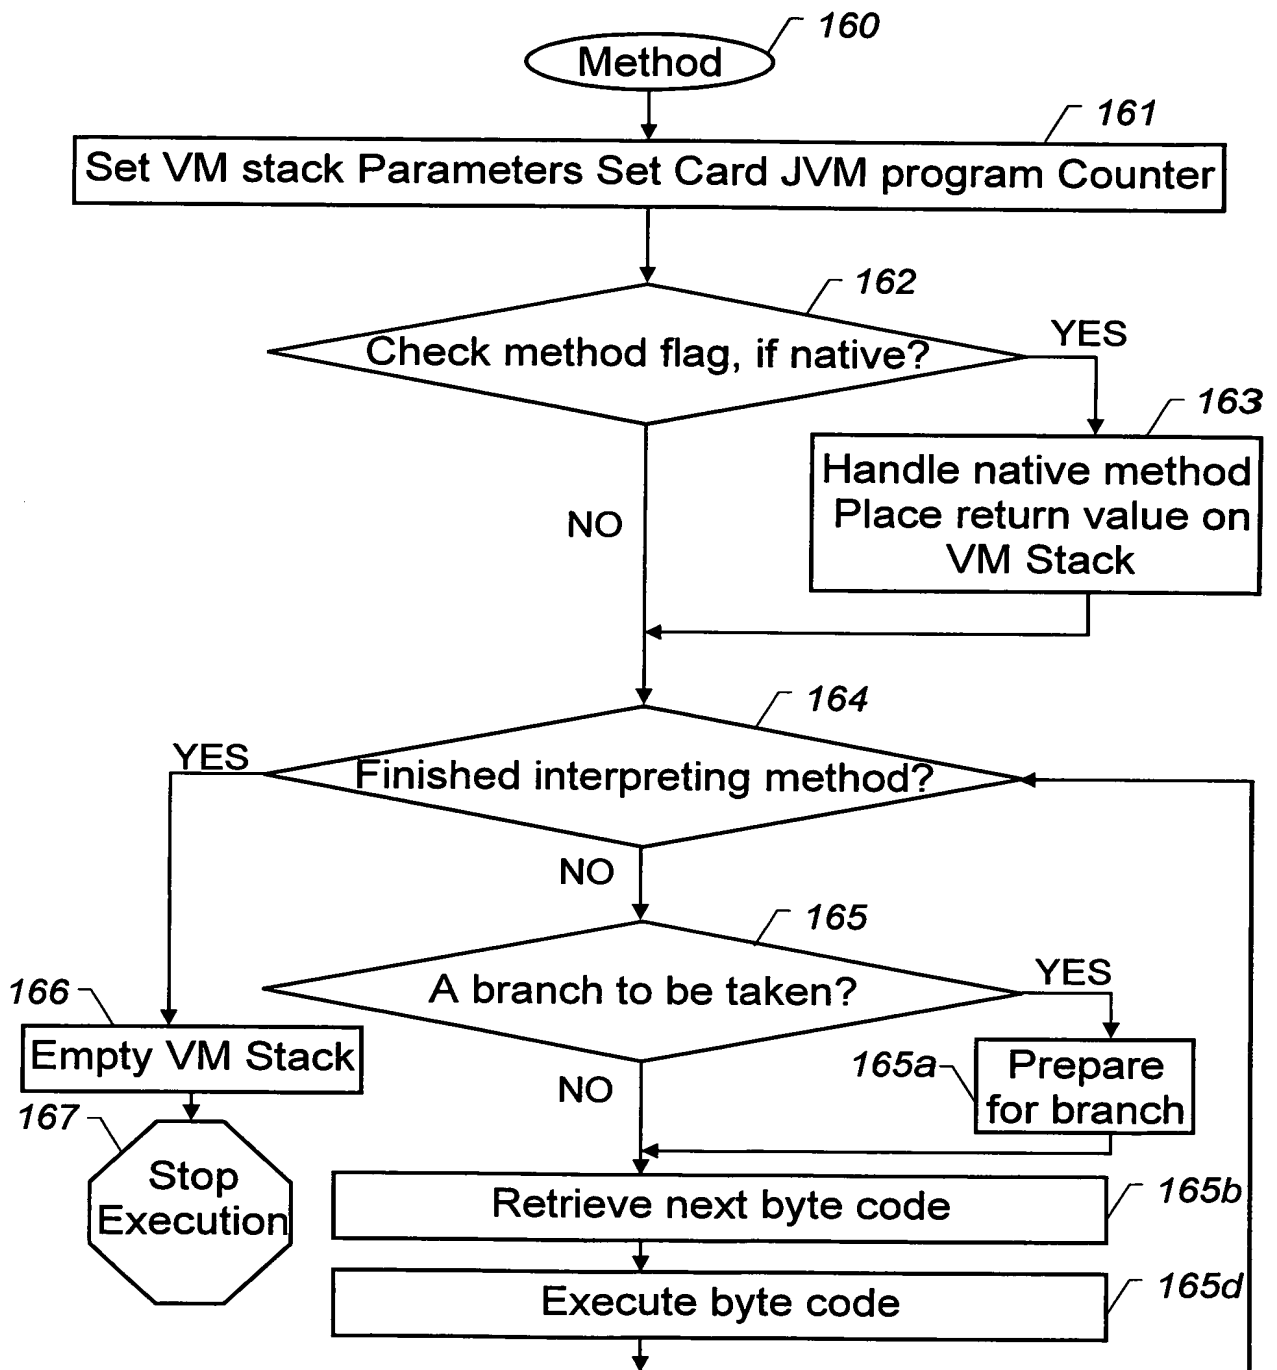 160
Method
161
Set VM stack Parameters Set Card JVM program Counter
162
Check method flag, if native?
YES
163
Handle native method
Place return value on
VM Stack
NO
164
YES
Finished interpreting method?
NO
165
A branch to be taken?
YES
166
Empty VM Stack
165a
Prepare
for branch
NO
167
Stop
Execution
Retrieve next byte code
165b
Execute byte code
165d